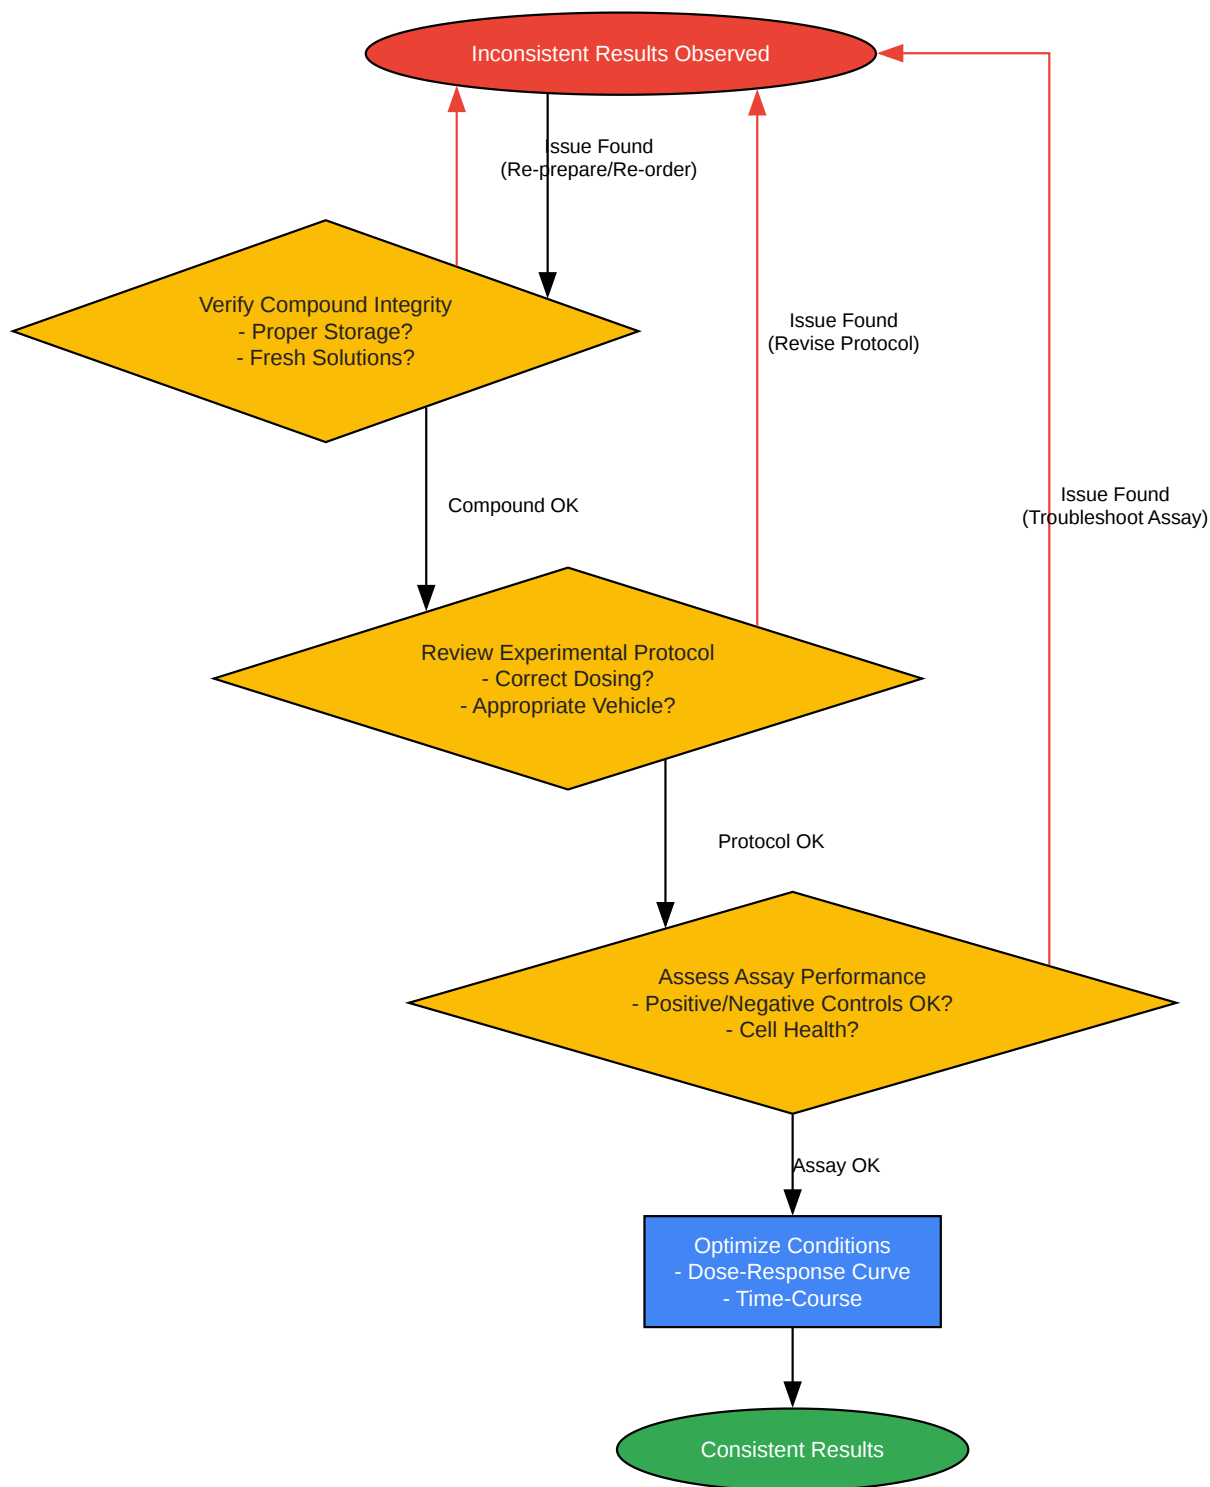 Inconsistent Results Observed
Issue Found
(Re-prepare/Re-order)
Verify Compound Integrity
- Proper Storage?
- Fresh Solutions?
Issue Found
(Revise Protocol)
Compound OK
Issue Found
(Troubleshoot Assay)
Review Experimental Protocol
- Correct Dosing?
- Appropriate Vehicle?
Protocol OK
Assess Assay Performance
- Positive/Negative Controls OK?
- Cell Health?
Assay OK
Optimize Conditions
- Dose-Response Curve
- Time-Course
Consistent Results